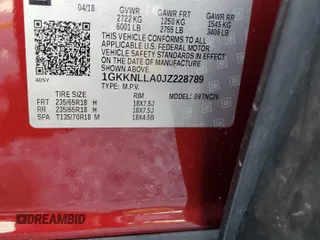 04/18 GVWR GAWR FRT GAWR RR
2722 KG 1250 KG 1545 KG
6001 LB 2755 LB 3406 LB
THIS VEHICLE CONFORMS TO ALL
APPLICABLE U.S. FEDERAL MOTOR
VEHICLE SAFETY
STANDARDS IN EFFECT ON THE DATE OF
MANUFACTURE SHOWN ABOVE.
1GKKNLLA0JZ228789
TYPE: M.P.V.
TIRE SIZE RIM MODEL:
FRT 235/65R18 H 18X7.5J
RR 235/65R18 H 18X7.5J
SPA T135/70R18 M 18X4.5B
DREAMBID